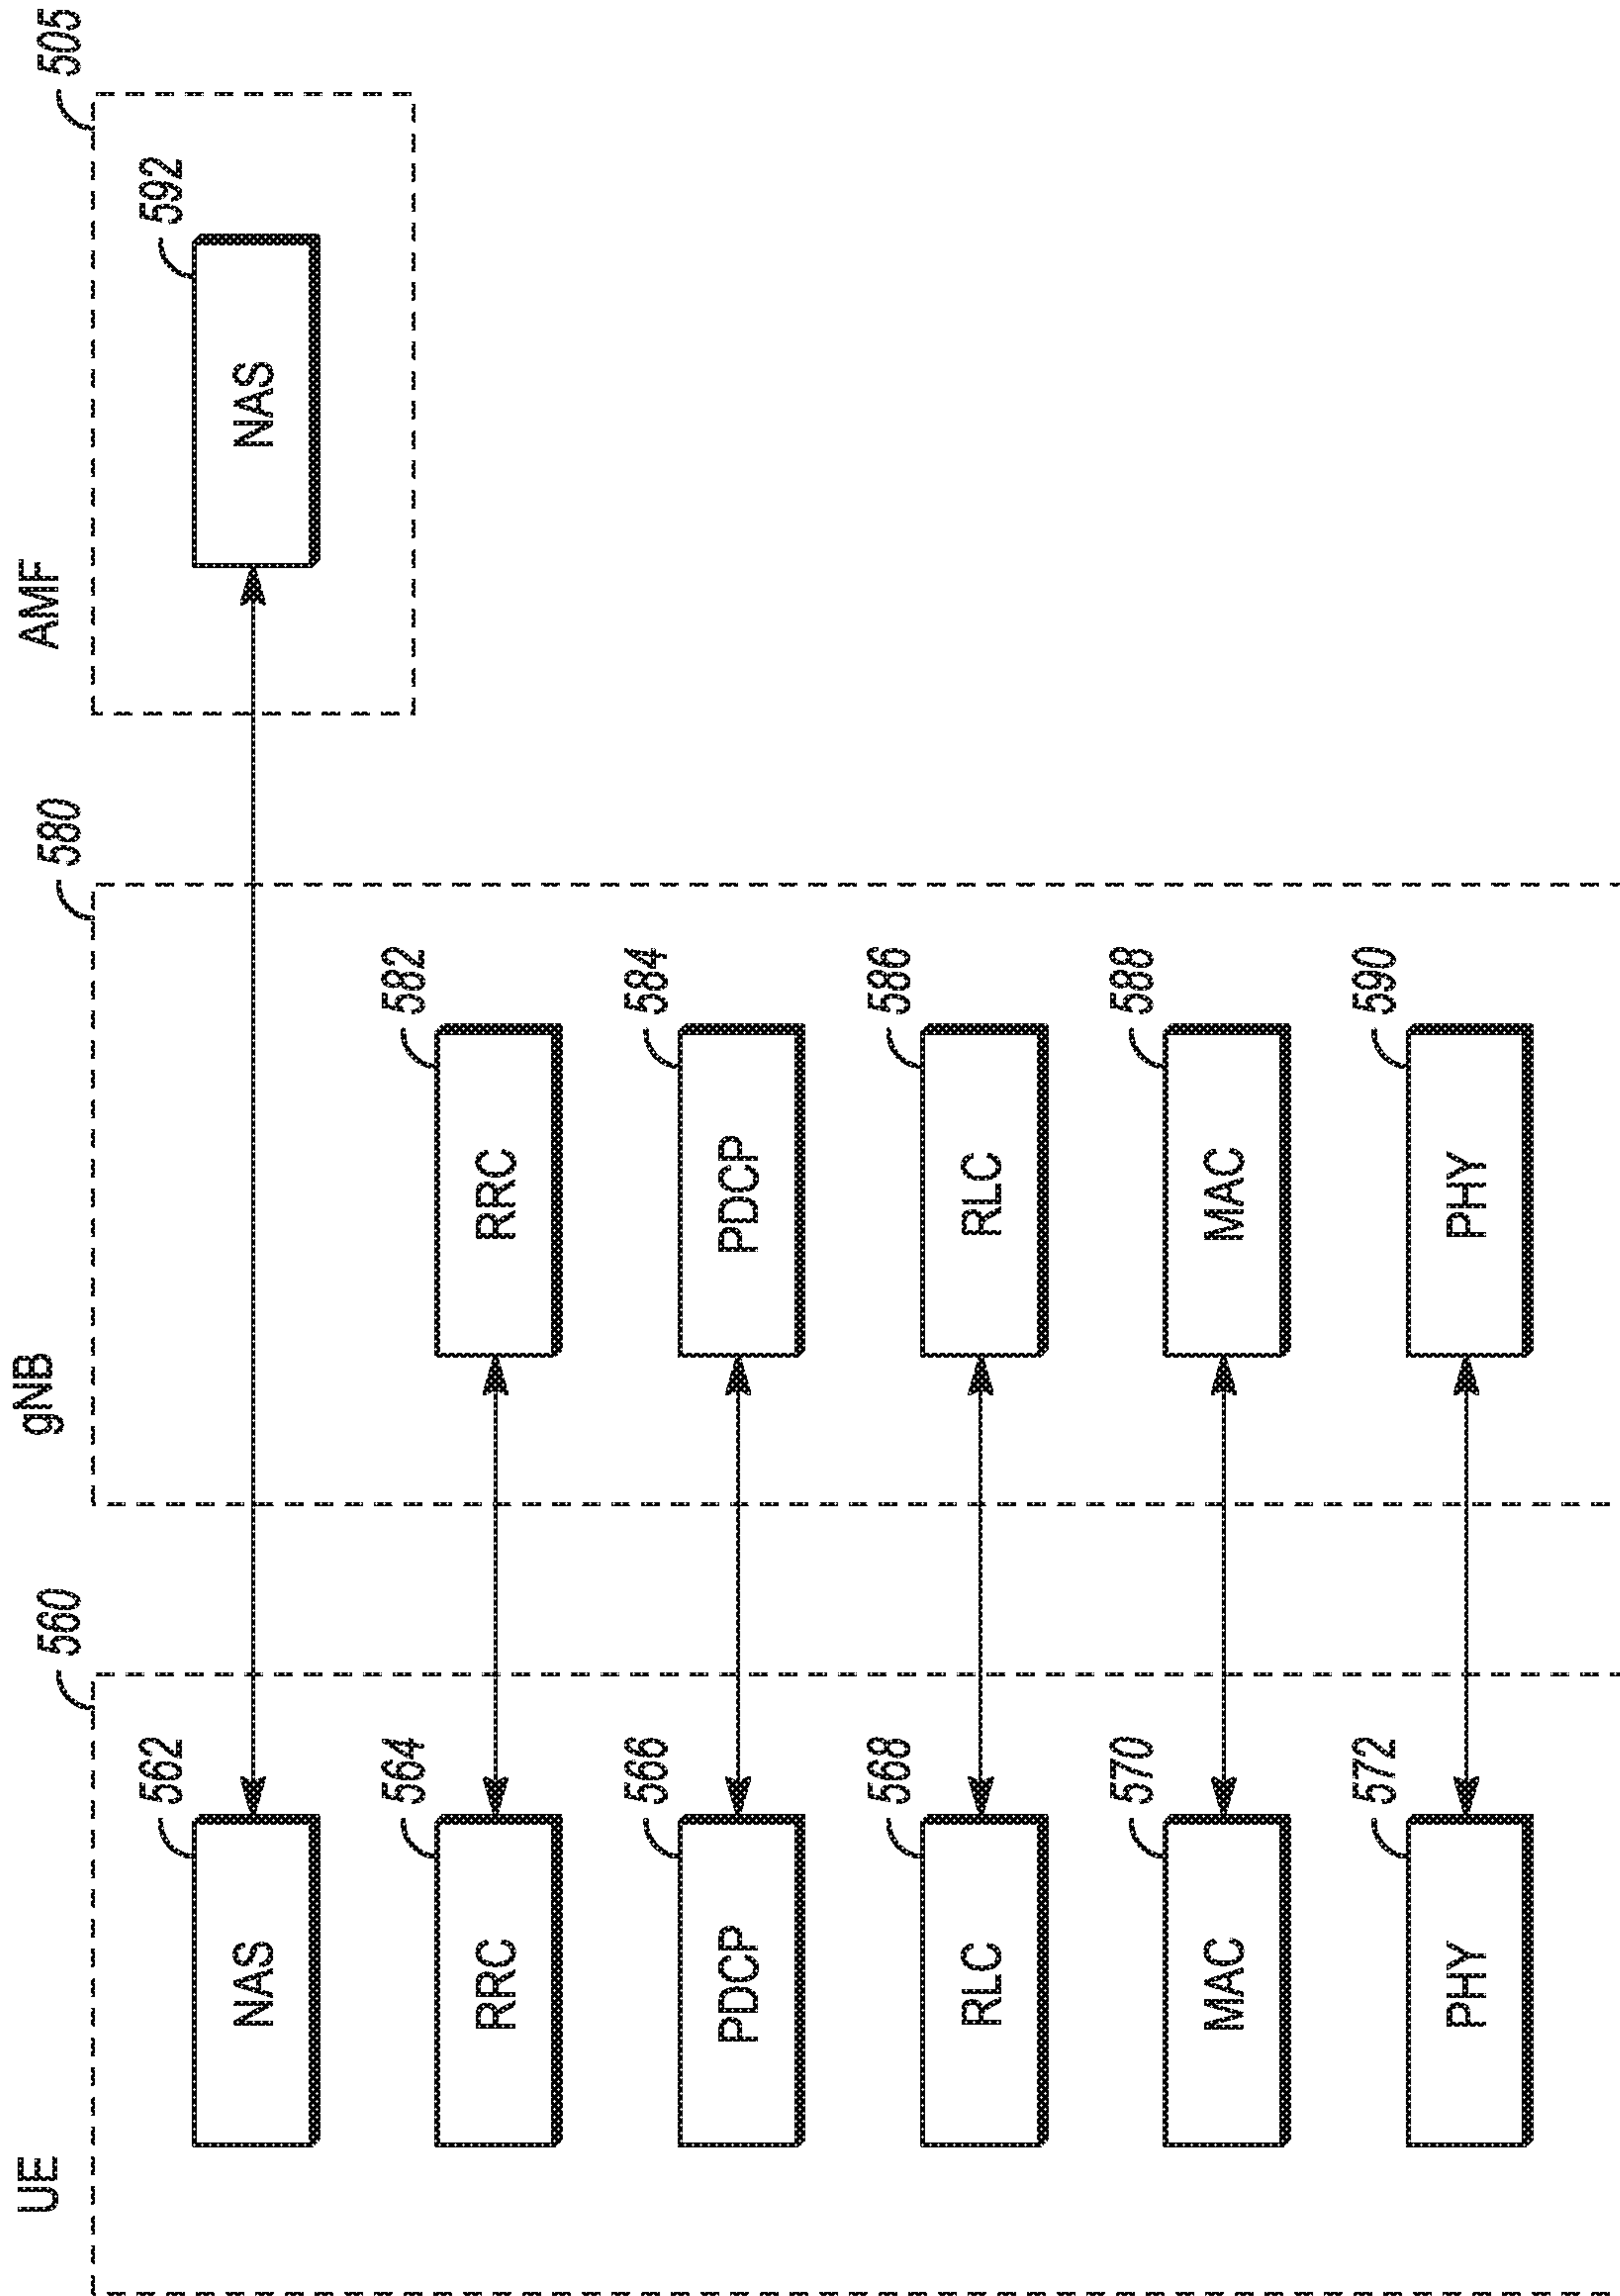 UE
gNB
AMF
560
580
505
NAS
562
NAS
592
RRC
564
RRC
582
PDCP
566
PDCP
584
RLC
568
RLC
586
MAC
570
MAC
588
PHY
572
PHY
590